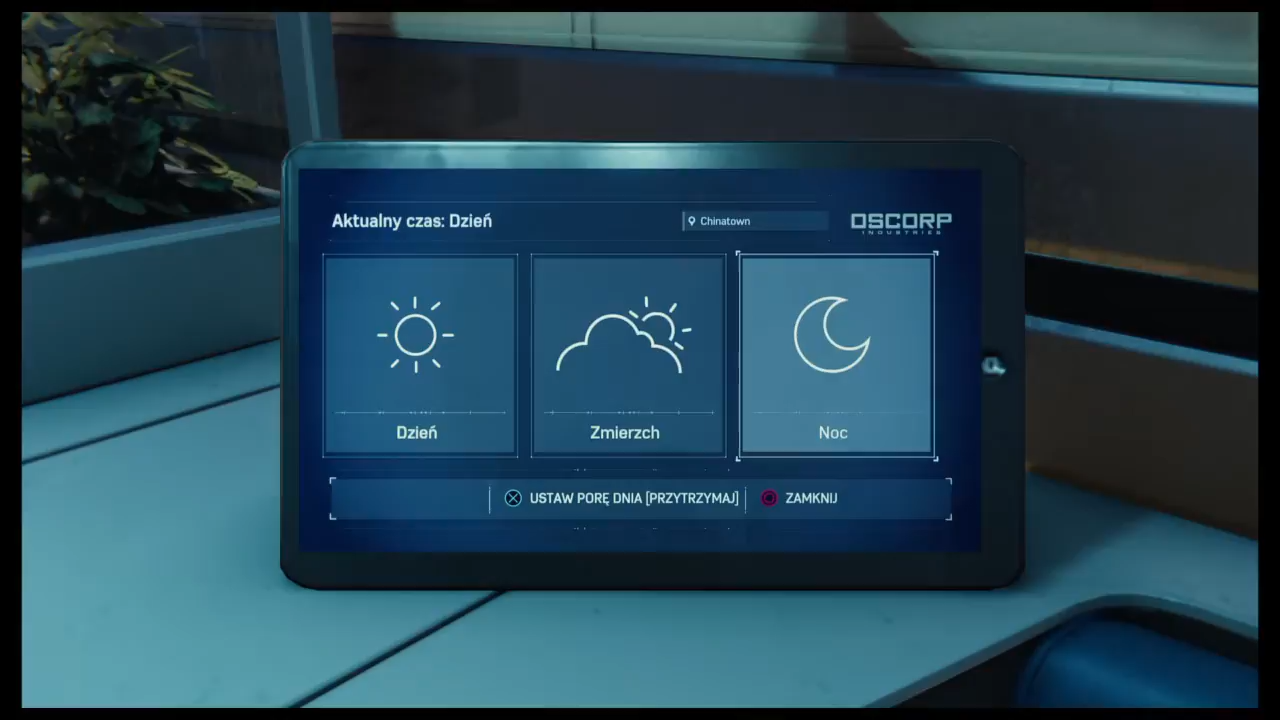 Aktualny czas: Dzień
Chinatown
OSCORP
INDUSTRIES
Dzień
Zmierzch
Noc
USTAW PORĘ DNIA [PRZYTRZYMAJ]
ZAMKNIJ